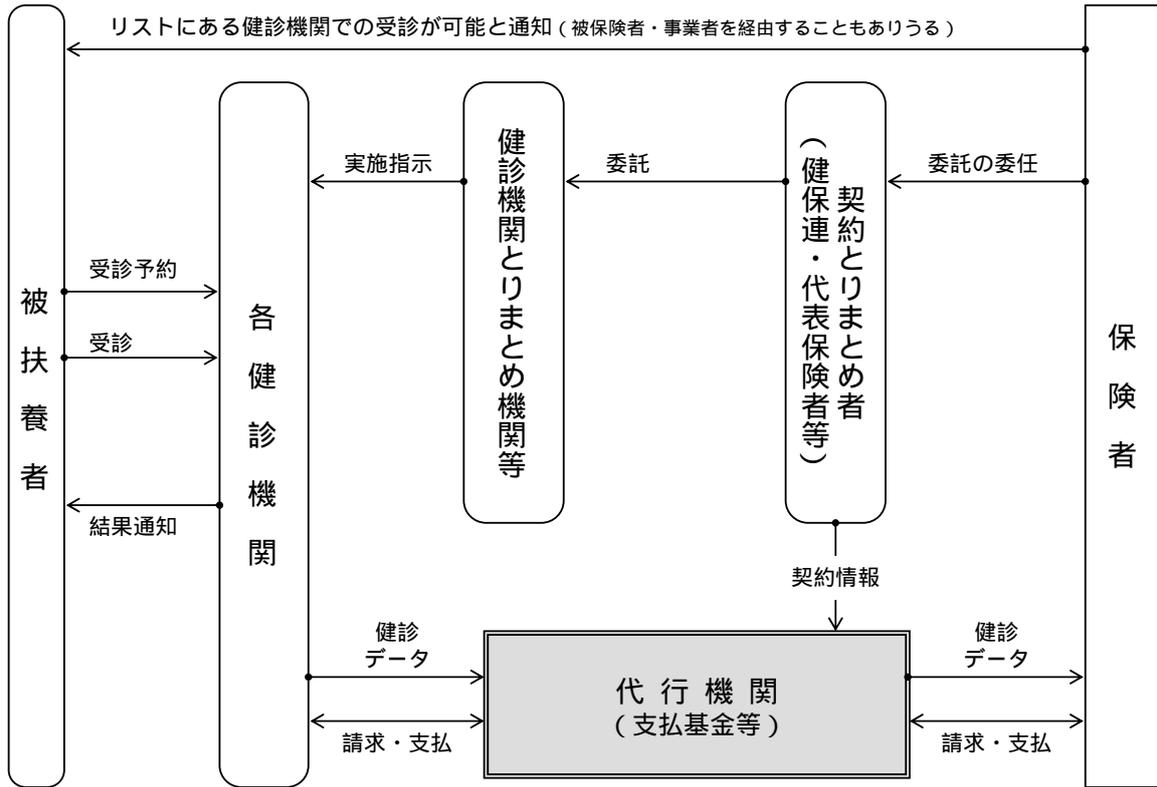 リストにある健診機関での受診が可能と通知(被保険者・事業者を経由することもありうる)
実施指示
委託
委託の委任
健診機関とりまとめ機関等
契約とりまとめ者
(健保連・代表保険者等)
受診予約
受診
被扶養者
各健診機関
保険者
結果通知
契約情報
健診
データ
健診
データ
代行機関
(支払基金等)
請求・支払
請求・支払